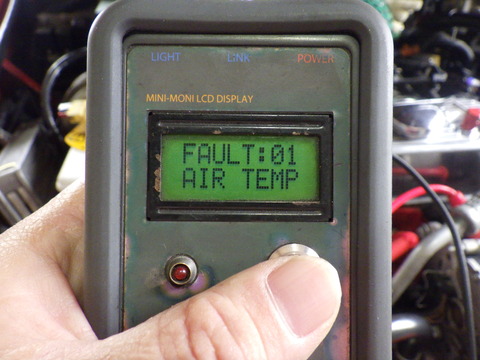 LIGHT LINK POWER
MINI-MONI LCD DISPLAY
FAULT:01
AIR TEMP